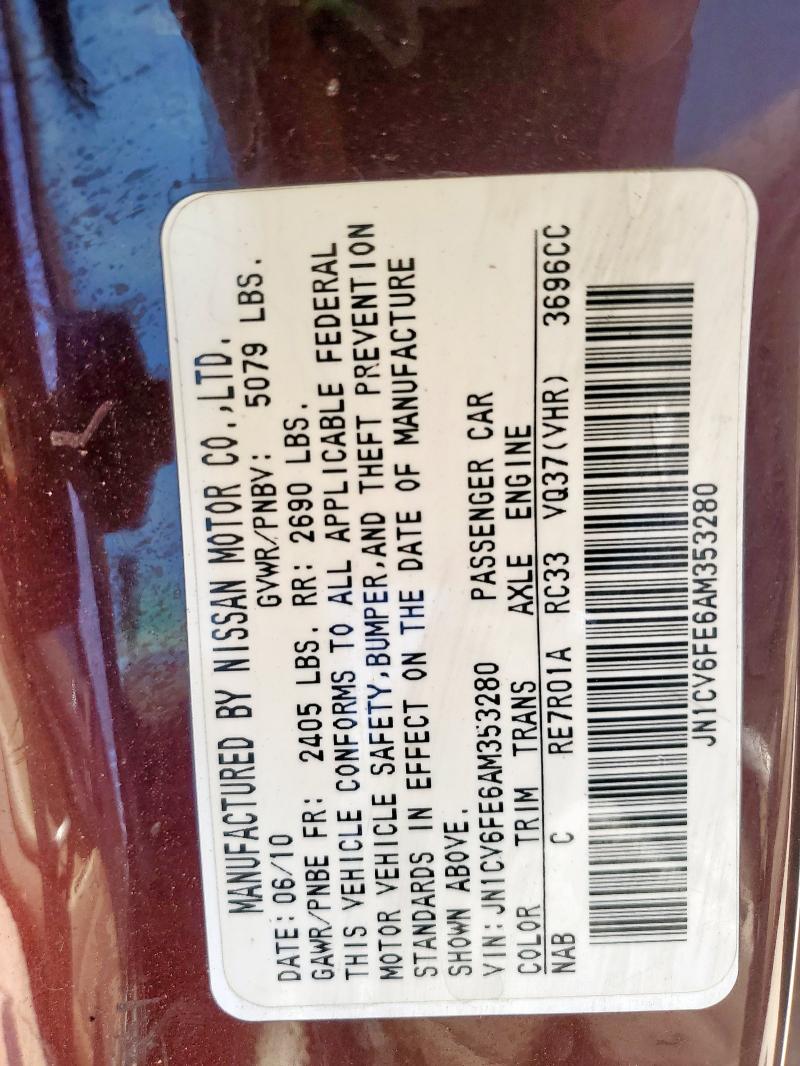 MANUFACTURED BY NISSAN MOTOR CO.,LTD.
DATE: 06/10 GVWR/PNBV: 5079 LBS.
GAWR/PNBE FR: 2405 LBS. RR: 2690 LBS.
THIS VEHICLE CONFORMS TO ALL APPLICABLE FEDERAL
MOTOR VEHICLE SAFETY,BUMPER,AND THEFT PREVENTION
STANDARDS IN EFFECT ON THE DATE OF MANUFACTURE
SHOWN ABOVE.
VIN: JN1CV6FE6AM353280 PASSENGER CAR
COLOR TRIM TRANS AXLE ENGINE
NAB C RE7R01A RC33 VQ37(VHR) 3696CC
JN1CV6FE6AM353280